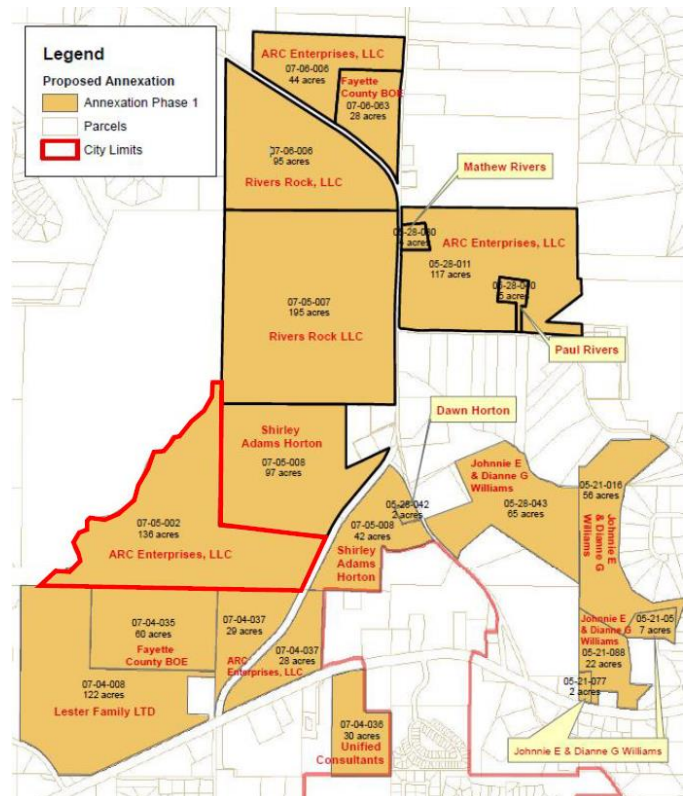 Legend
Proposed Annexation
Annexation Phase 1
Parcels
City Limits
ARC Enterprises, LLC
07-06-006
44 acres
Fayette
County BOE
07-06-063
28 acres
07-06-006
95 acres
Rivers Rock, LLC
Mathew Rivers
acres
ARC Enterprises, LLC
05-28-011
117 acres
5 acres
Paul Rivers
07-05-007
195 acres
Rivers Rock LLC
Dawn Horton
Shirley
Adams Horton
07-05-008
97 acres
Johnnie E
& Dianne G
Williams
05-28-043
65 acres
05-21-016
56 acres
Johnnie E
& Dianne G
Williams
05-28-042
2 acres
07-05-008
42 acres
Shirley
Adams
Horton
07-05-002
136 acres
ARC Enterprises, LLC
07-04-035
60 acres
Fayette
County BOE
07-04-037
29 acres
07-04-037
28 acres
ARC
Enterprises, LLC
07-04-008
122 acres
Lester Family LTD
Johnnie E
& Dianne G
Williams
05-21-088
22 acres
05-21-05
7 acres
05-21-077
2 acres
07-04-036
30 acres
Unified
Consultants
Johnnie E & Dianne G Williams